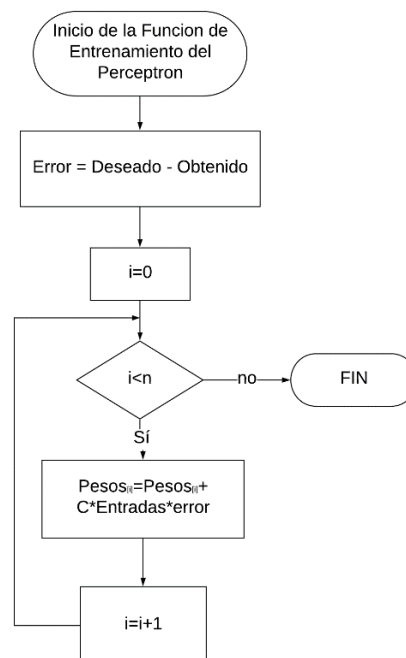 Inicio de la Funcion de
Entrenamiento del
Perceptron
Error = Deseado - Obtenido
i=0
i<n
no
FIN
Sí
Pesos[i]=Pesos[i]+
C*Entradas*error
i=i+1